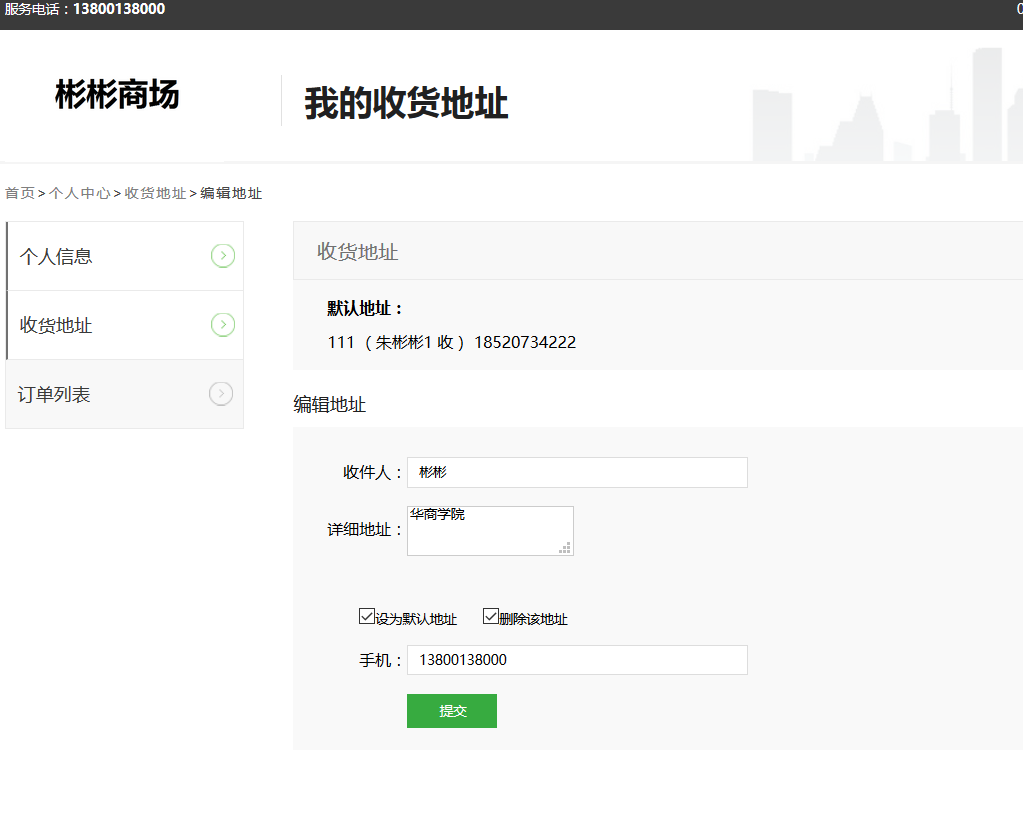 服务电话：13800138000
彬彬商场
我的收货地址
首页>个人中心>收货地址>编辑地址
个人信息
收货地址
订单列表
收货地址
默认地址：
111 （ 朱彬彬1 收 ） 18520734222
编辑地址
收件人： 彬彬
详细地址： 华商学院
设为默认地址 删除该地址
手机： 13800138000
提交